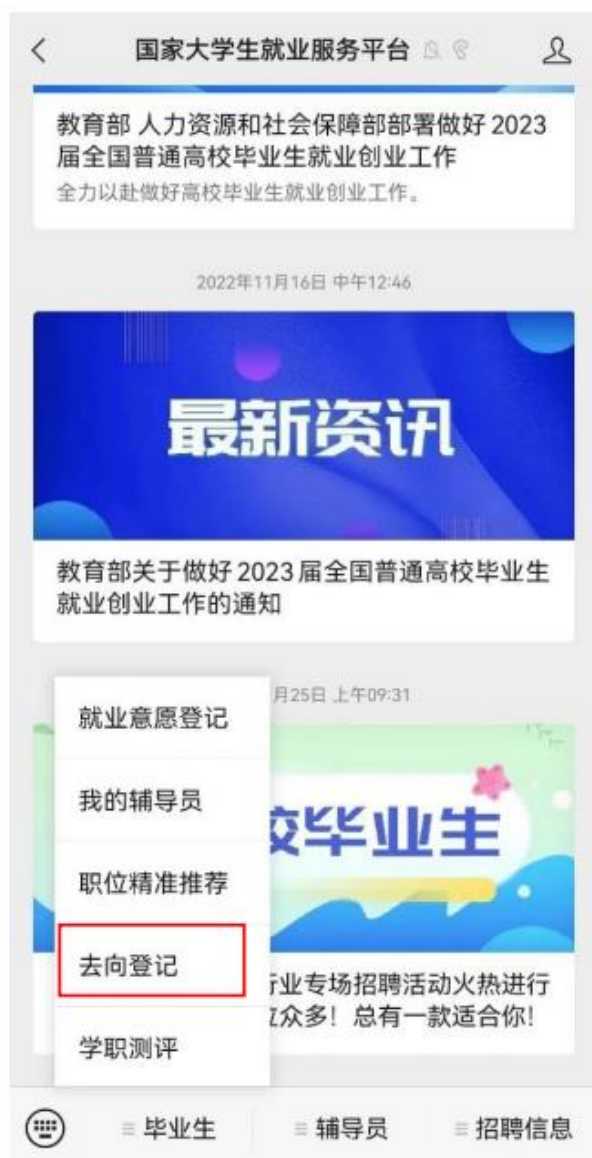 国家大学生就业服务平台
教育部 人力资源和社会保障部部署做好 2023
届全国普通高校毕业生就业创业工作
全力以赴做好高校毕业生就业创业工作。
2022年11月16日 中午12:46
最新资讯
教育部关于做好 2023 届全国普通高校毕业生
就业创业工作的通知
月25日 上午09:31
就业意愿登记
我的辅导员
校毕业生
职位精准推荐
去向登记
行业专场招聘活动火热进行
位众多！总有一款适合你！
学职测评
毕业生
辅导员
招聘信息